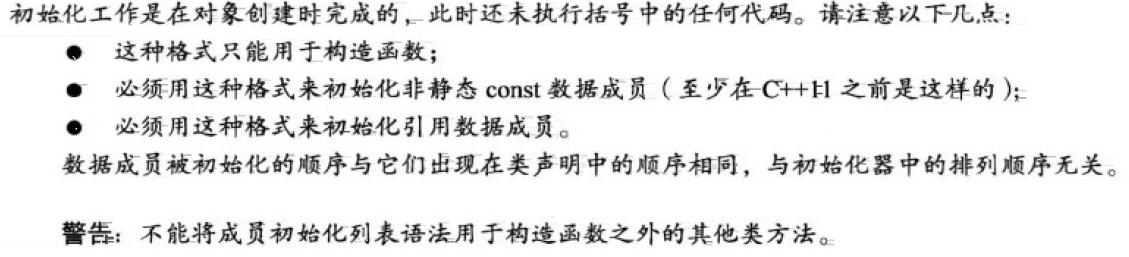 初始化工作是在对象创建时完成的，此时还未执行括号中的任何代码。请注意以下几点：
● 这种格式只能用于构造函数；
● 必须用这种格式来初始化非静态 const 数据成员（至少在 C++11 之前是这样的）；
● 必须用这种格式来初始化引用数据成员。
数据成员被初始化的顺序与它们出现在类声明中的顺序相同，与初始化器中的排列顺序无关。
警告：不能将成员初始化列表语法用于构造函数之外的其他类方法。